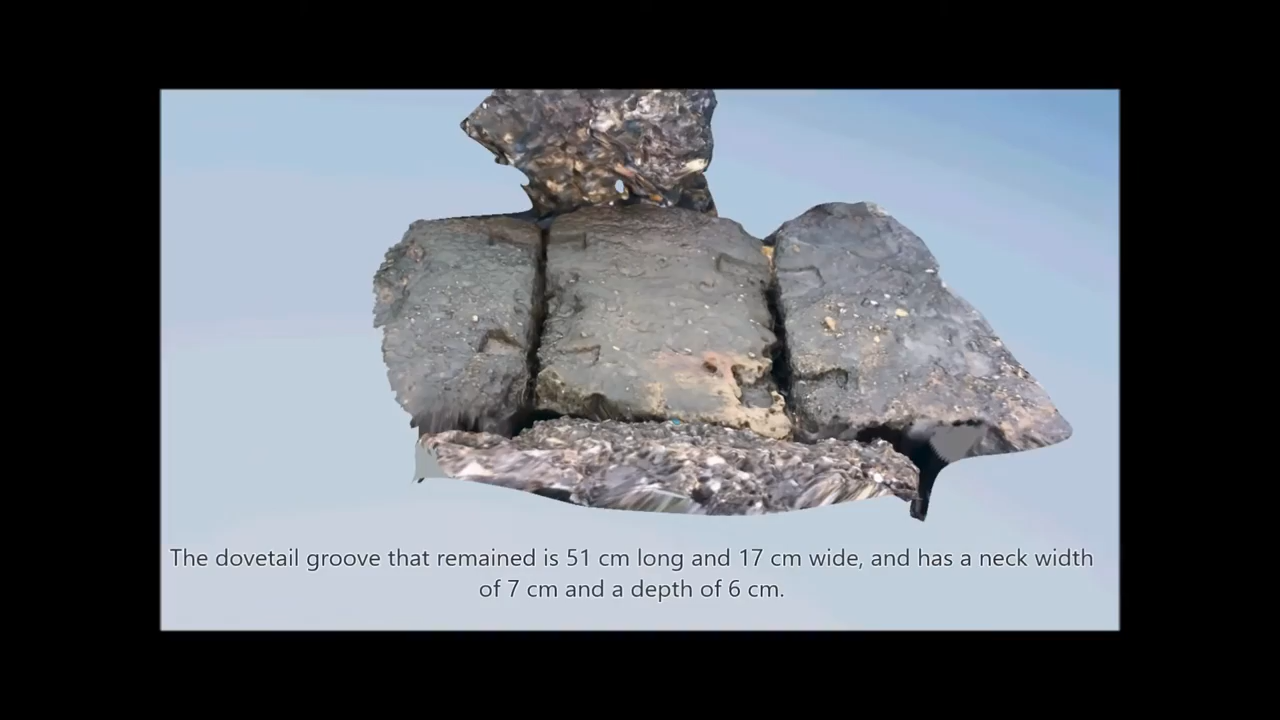 The dovetail groove that remained is 51 cm long and 17 cm wide, and has a neck width
of 7 cm and a depth of 6 cm.